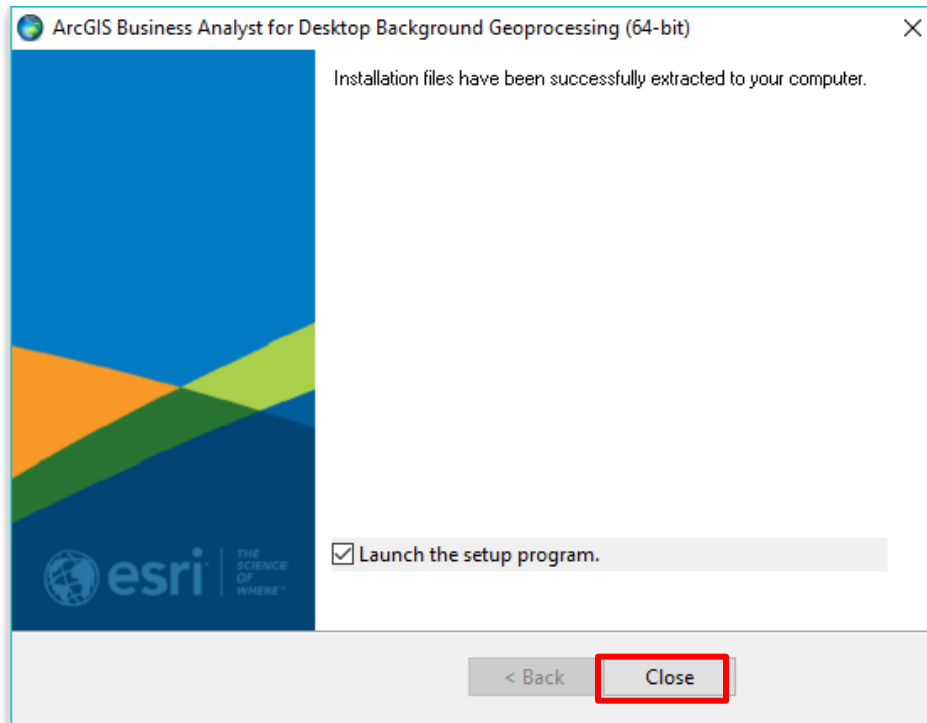 ArcGIS Business Analyst for Desktop Background Geoprocessing (64-bit)
Installation files have been successfully extracted to your computer.
Launch the setup program.
esri
THE
SCIENCE
OF
WHERE™
< Back
Close